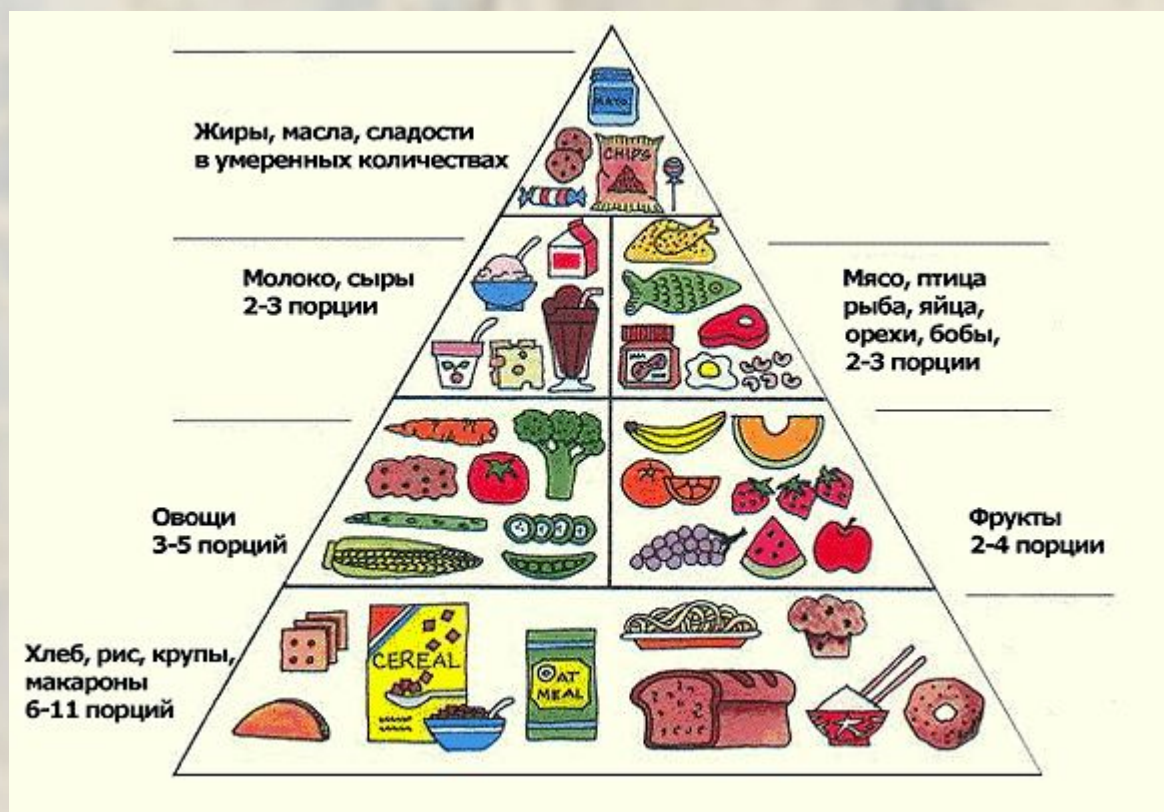 MAYO
CHIPS
Жиры, масла, сладости
в умеренных количествах
Молоко, сыры
2-3 порции
Мясо, птица
рыба, яйца,
орехи, бобы,
2-3 порции
Овощи
3-5 порций
Фрукты
2-4 порции
Хлеб, рис, крупы,
макароны
6-11 порций
CEREAL
OAT
MEAL